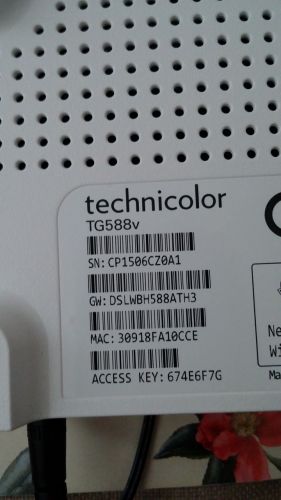 technicolor
TG588v
SN: CP1506CZ0A1
GW: DSLWBH588ATH3
MAC: 30918FA10CCE
ACCESS KEY: 674E6F7G